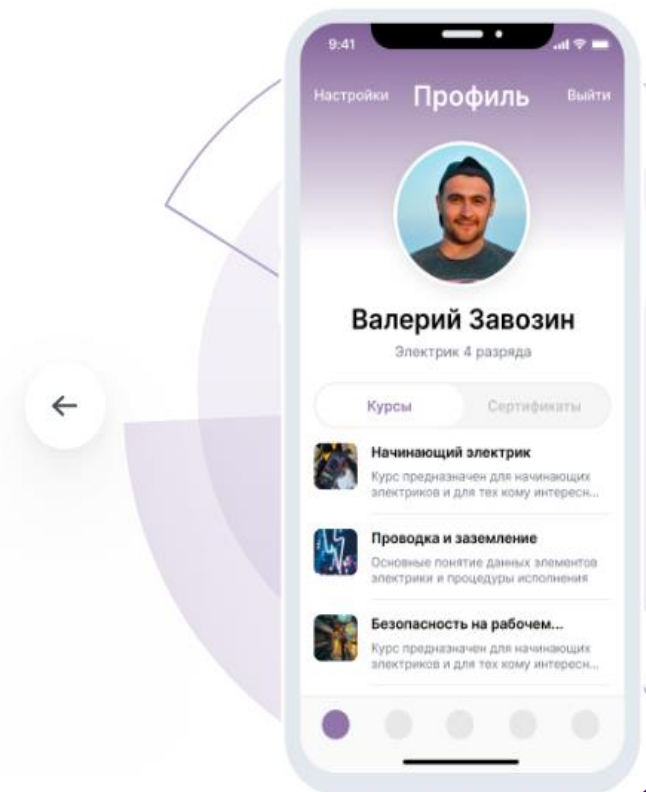 9:41
Настройки Профиль Выйти
Валерий Завозин
Электрик 4 разряда
Курсы Сертификаты
Начинающий электрик
Курс предназначен для начинающих
электриков и для тех кому интересн...
Проводка и заземление
Основные понятие данных элементов
электрики и процедуры исполнения
Безопасность на рабочем...
Курс предназначен для начинающих
электриков и для тех кому интересн...